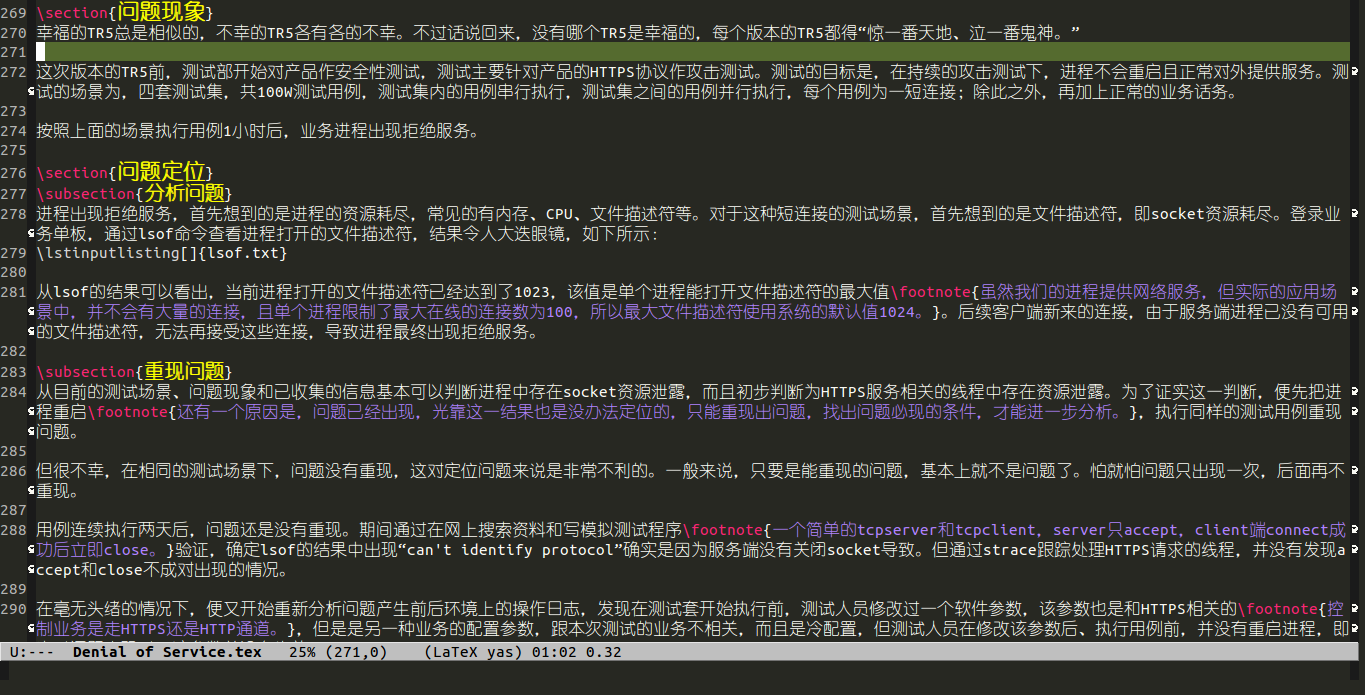 269 \section{问题现象}
270 幸福的TR5总是相似的，不幸的TR5各有各的不幸。不过话说回来，没有哪个TR5是幸福的，每个版本的TR5都得“惊一番天地、泣一番鬼神。”
271
272 这次版本的TR5前，测试部开始对产品作安全性测试，测试主要针对产品的HTTPS协议作攻击测试。测试的目标是，在持续的攻击测试下，进程不会重启且正常对外提供服务。测
试的场景为，四套测试集，共100W测试用例，测试集内的用例串行执行，测试集之间的用例并行执行，每个用例为一短连接；除此之外，再加上正常的业务话务。
273
274 按照上面的场景执行用例1小时后，业务进程出现拒绝服务。
275
276 \section{问题定位}
277 \subsection{分析问题}
278 进程出现拒绝服务，首先想到的是进程的资源耗尽，常见的有内存、CPU、文件描述符等。对于这种短连接的测试场景，首先想到的是文件描述符，即socket资源耗尽。登录业
务单板，通过lsof命令查看进程打开的文件描述符，结果令人大迭眼镜，如下所示：
279 \lstinputlisting[]{lsof.txt}
280
281 从lsof的结果可以看出，当前进程打开的文件描述符已经达到了1023，该值是单个进程能打开文件描述符的最大值\footnote{虽然我们的进程提供网络服务，但实际的应用场
景中，并不会有大量的连接，且单个进程限制了最大在线的连接数为100，所以最大文件描述符使用系统的默认值1024。}。后续客户端新来的连接，由于服务端进程已没有可用
的文件描述符，无法再接受这些连接，导致进程最终出现拒绝服务。
282
283 \subsection{重现问题}
284 从目前的测试场景、问题现象和已收集的信息基本可以判断进程中存在socket资源泄露，而且初步判断为HTTPS服务相关的线程中存在资源泄露。为了证实这一判断，便先把进
程重启\footnote{还有一个原因是，问题已经出现，光靠这一结果也是没办法定位的，只能重现出问题，找出问题必现的条件，才能进一步分析。}，执行同样的测试用例重现
问题。
285
286 但很不幸，在相同的测试场景下，问题没有重现，这对定位问题来说是非常不利的。一般来说，只要是能重现的问题，基本上就不是问题了。怕就怕问题只出现一次，后面再不
重现。
287
288 用例连续执行两天后，问题还是没有重现。期间通过在网上搜索资料和写模拟测试程序\footnote{一个简单的tcpserver和tcpclient，server只accept，client端connect成
功后立即close。}验证，确定lsof的结果中出现“can't identify protocol”确实是因为服务端没有关闭socket导致。但通过strace跟踪处理HTTPS请求的线程，并没有发现a
ccept和close不成对出现的情况。
289
290 在毫无头绪的情况下，便又开始重新分析问题产生前后环境上的操作日志，发现在测试套开始执行前，测试人员修改过一个软件参数，该参数也是和HTTPS相关的\footnote{控
制业务是走HTTPS还是HTTP通道。}，但是是另一种业务的配置参数，跟本次测试的业务不相关，而且是冷配置，但测试人员在修改该参数后、执行用例前，并没有重启进程，即
U:--- Denial of Service.tex 25% (271,0) (LaTeX yas) 01:02 0.32